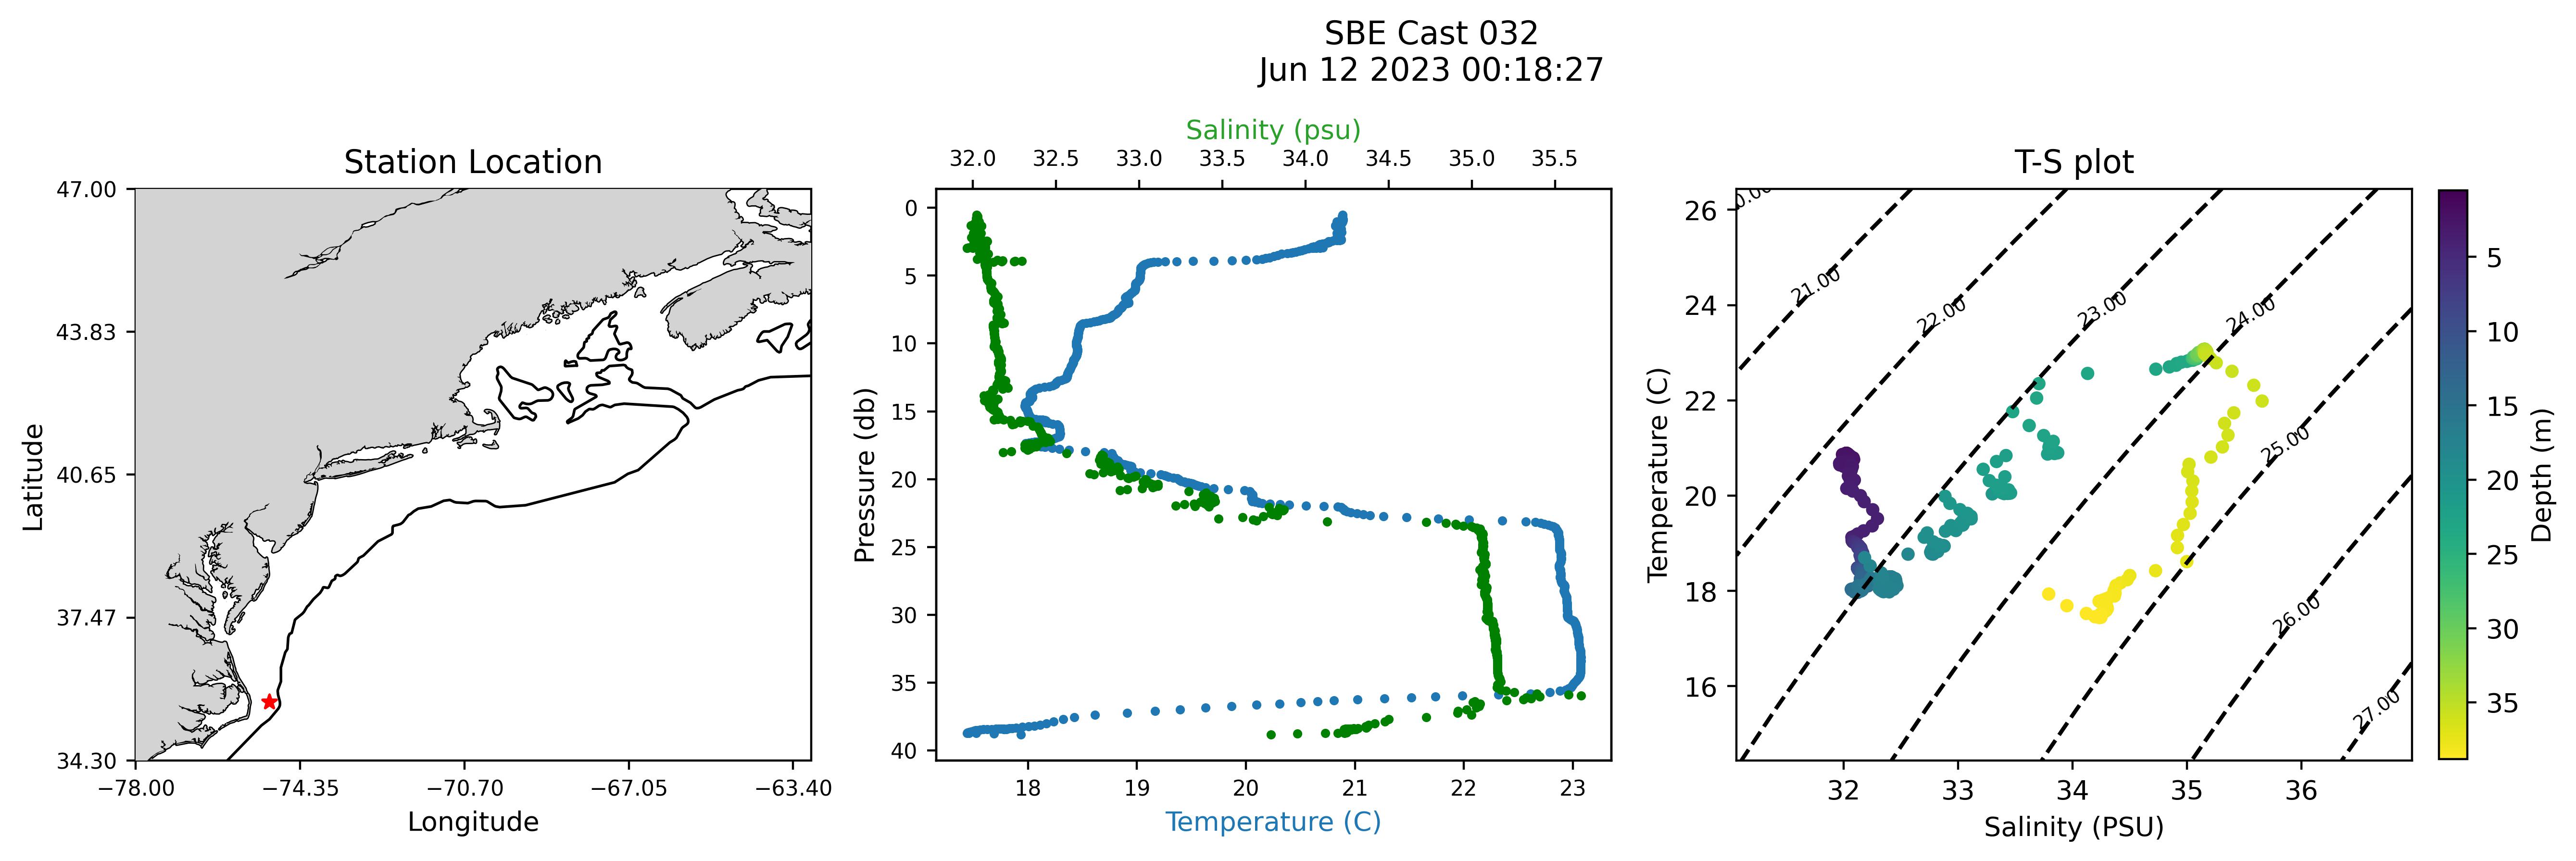 SBE Cast 032
Jun 12 2023 00:18:27
Station Location
47.00
43.83
40.65
37.47
34.30
Latitude
−78.00 −74.35 −70.70 −67.05 −63.40
Longitude
Salinity (psu)
32.0 32.5 33.0 33.5 34.0 34.5 35.0 35.5
0
5
10
15
20
25
30
35
40
Pressure (db)
18 19 20 21 22 23
Temperature (C)
T-S plot
26
24
22
20
18
16
Temperature (C)
0.00
21.00
22.00
23.00
24.00
25.00
26.00
27.00
32 33 34 35 36
Salinity (PSU)
5
10
15
20
25
30
35
Depth (m)